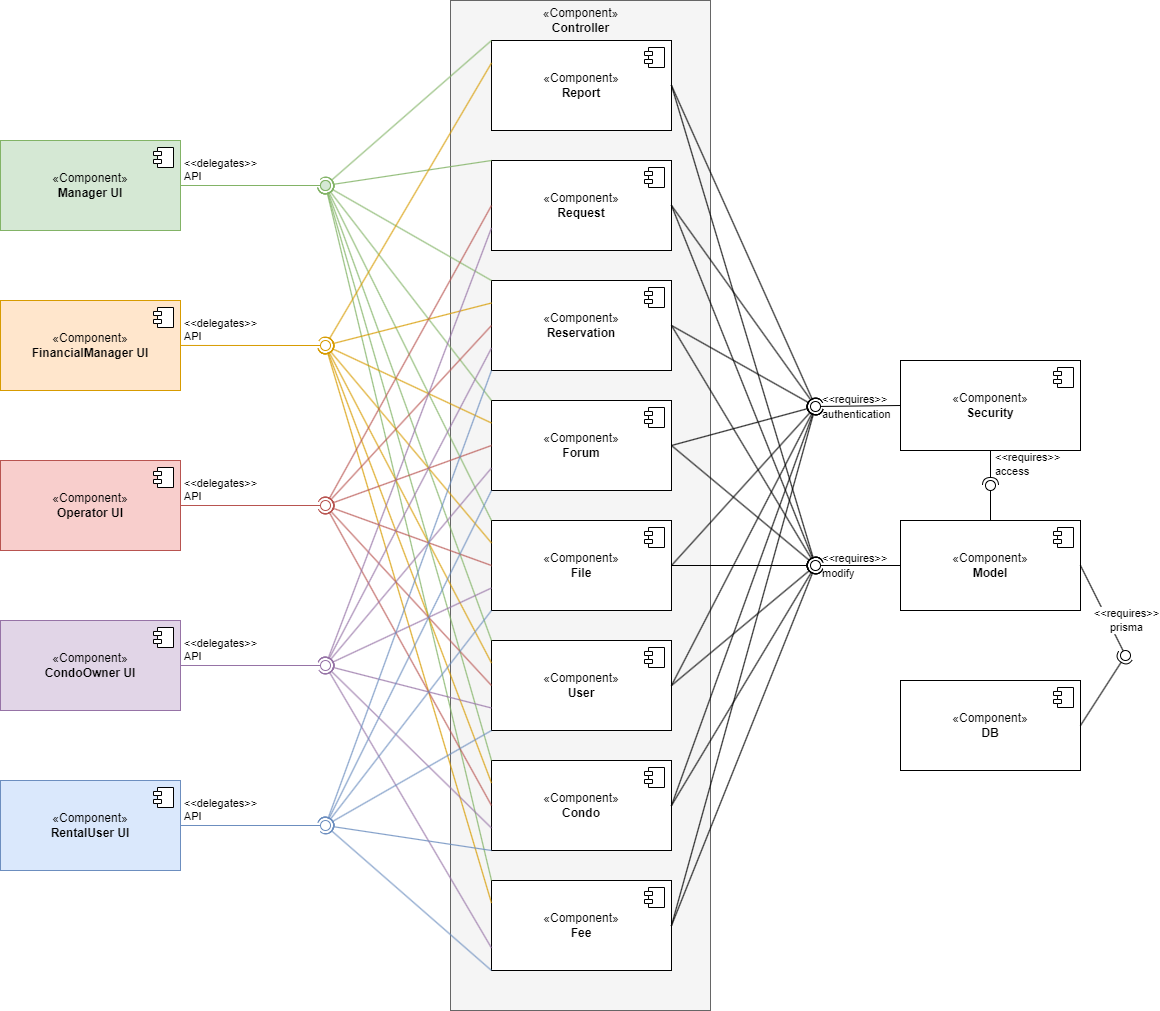 «Component»
Controller
«Component»
Report
«Component»
Request
«Component»
Reservation
«Component»
Forum
«Component»
File
«Component»
User
«Component»
Condo
«Component»
Fee
«Component»
Manager UI
<<delegates>>
API
«Component»
FinancialManager UI
<<delegates>>
API
«Component»
Operator UI
<<delegates>>
API
«Component»
CondoOwner UI
<<delegates>>
API
«Component»
RentalUser UI
<<delegates>>
API
<<requires>>
authentication
«Component»
Security
<<requires>>
access
<<requires>>
modify
«Component»
Model
<<requires>>
prisma
«Component»
DB